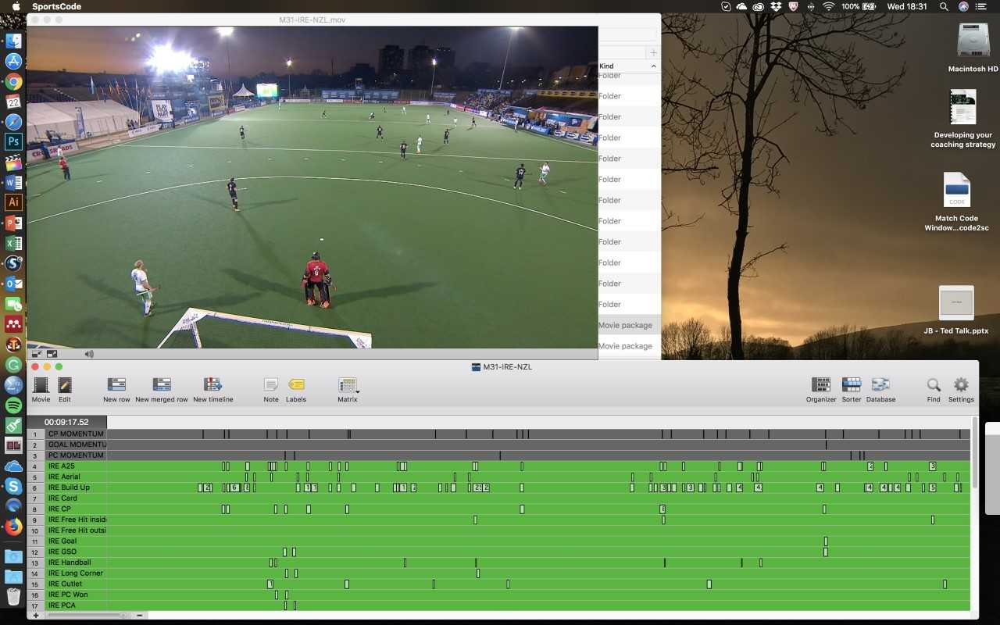 SportsCode
100%
Wed 18:31
M31-IRE-NZL.mov
Kind
Folder
Folder
Folder
Folder
Folder
Folder
Folder
Folder
Folder
Folder
Folder
Folder
Movie package
Movie package
Macintosh HD
Developing your
coaching strategy
CODE
Match Code
Window...code2sc
JB - Ted Talk.pptx
22
Ps
Ai
PLAY
CROSSROADS
M31-IRE-NZL
Movie
Edit
New row
New merged row
New timeline
Note
Labels
Matrix
Organizer
Sorter
Database
Find
Settings
00:09:17.52
1 CP MOMENTUM
2 GOAL MOMENTU
3 PC MOMENTUM
4 IRE A25
5 IRE Aerial
6 IRE Build Up
7 IRE Card
8 IRE CP
9 IRE Free Hit insid
10 IRE Free Hit outsi
11 IRE Goal
12 IRE GSO
13 IRE Handball
14 IRE Long Corner
15 IRE Outlet
16 IRE PC Won
17 IRE PCA